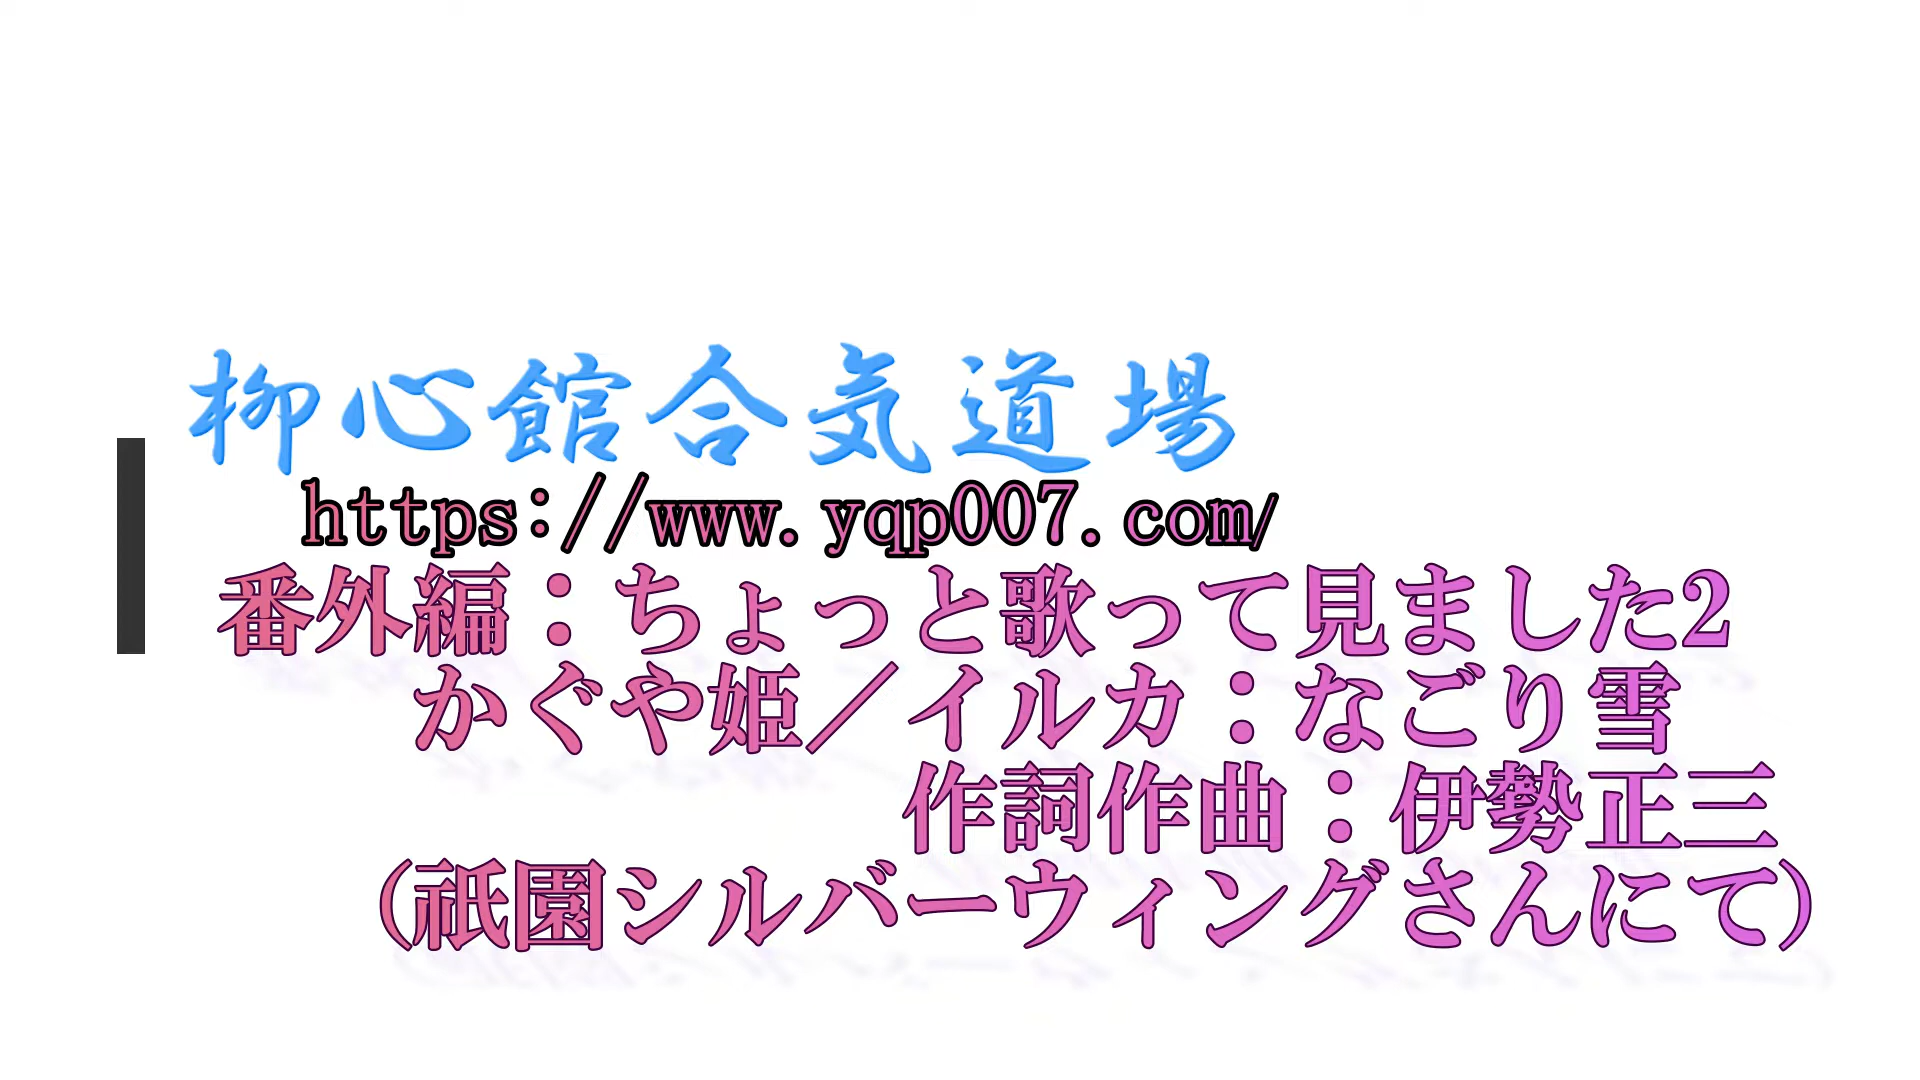 柳心館合気道場
https://www.yqp007.com/
番外編：ちょっと歌って見ました2
かぐや姫／イルカ：なごり雪
作詞作曲：伊勢正三
(祇園シルバーウィングさんにて)